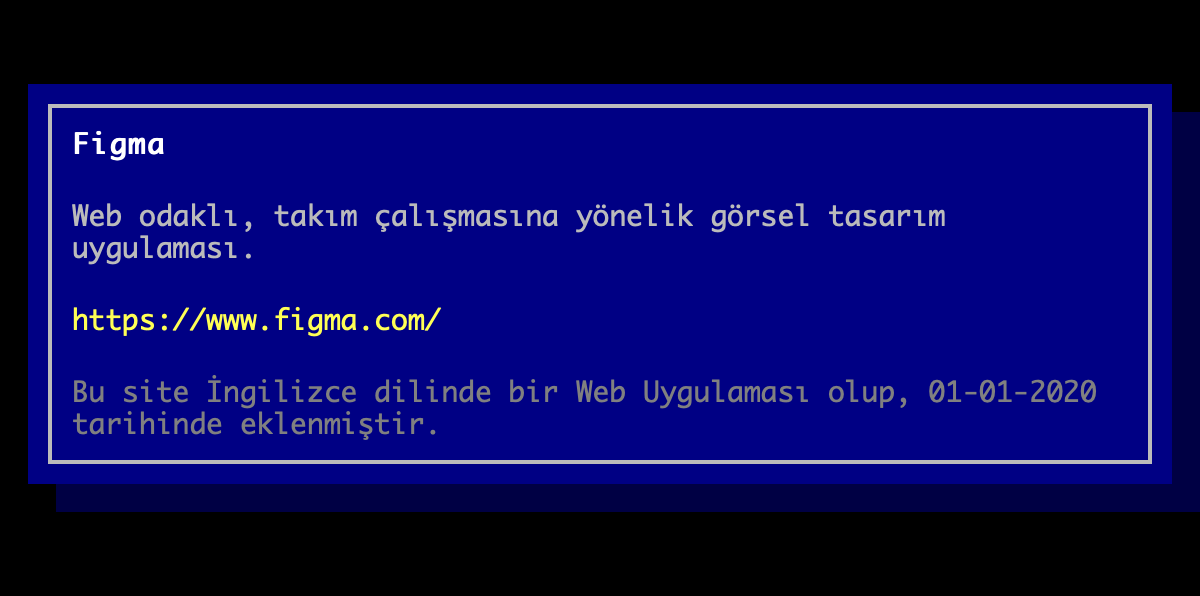 Figma
Web odaklı, takım çalışmasına yönelik görsel tasarım
uygulaması.
https://www.figma.com/
Bu site İngilizce dilinde bir Web Uygulaması olup, 01-01-2020
tarihinde eklenmiştir.